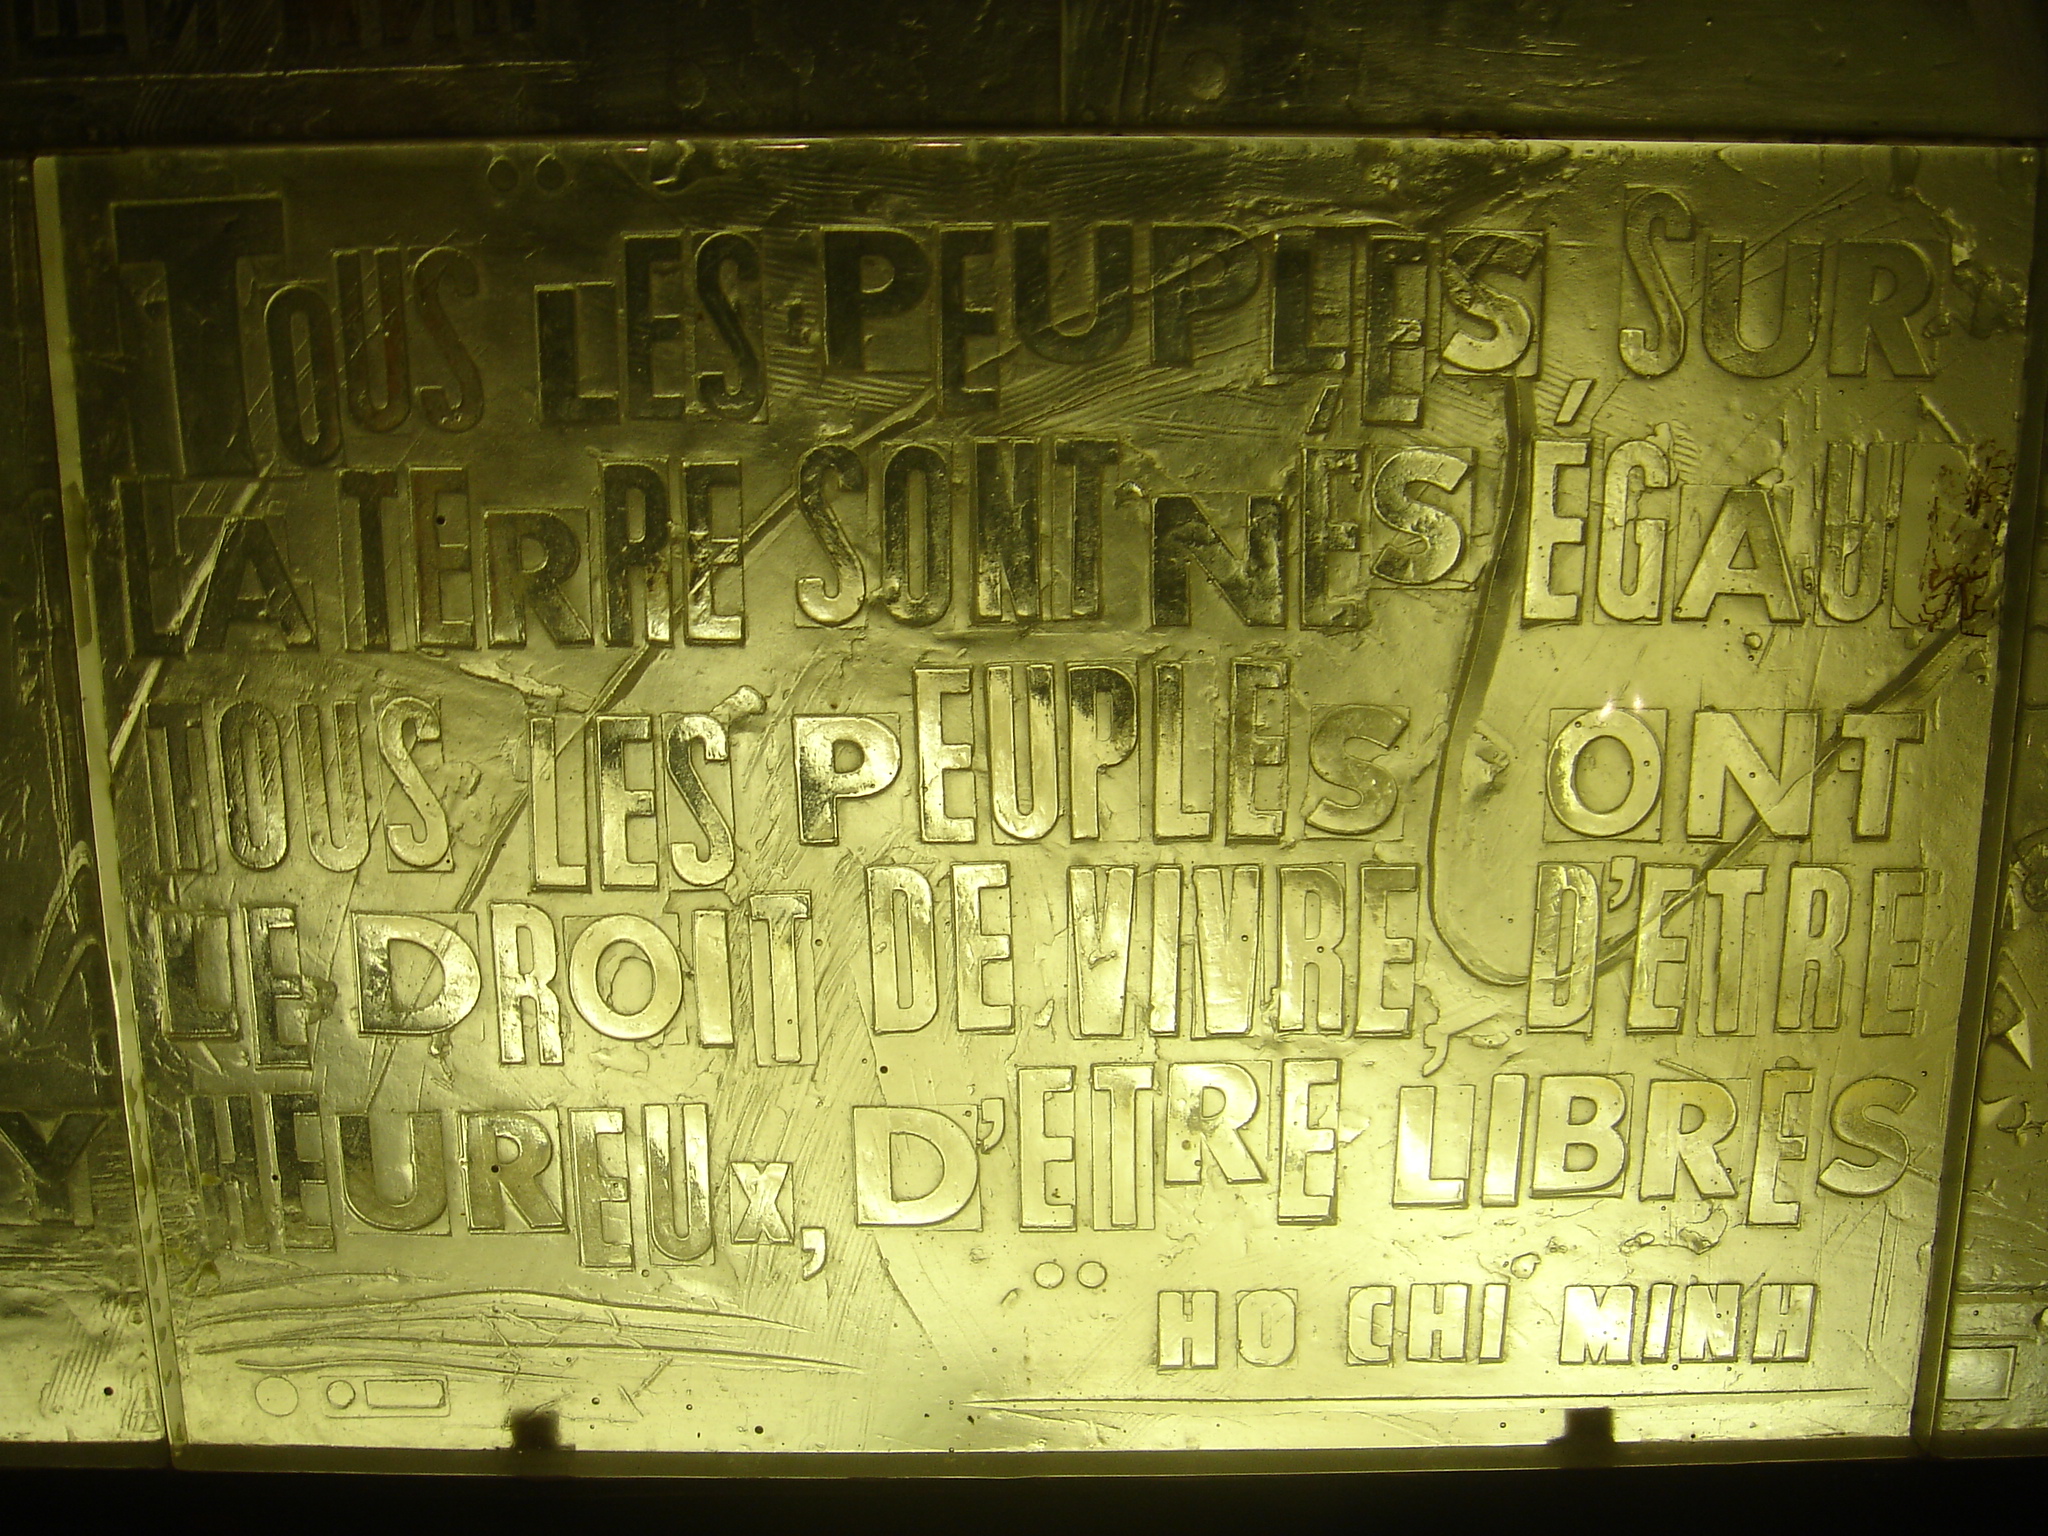 TOUS LES PEUPLES SUR
LA TERRE SONT NÉS ÉGAUX
TOUS LES PEUPLES ONT
LE DROIT DE VIVRE, D'ETRE
HEUREUX, D'ETRE LIBRES
HO CHI MINH
Y